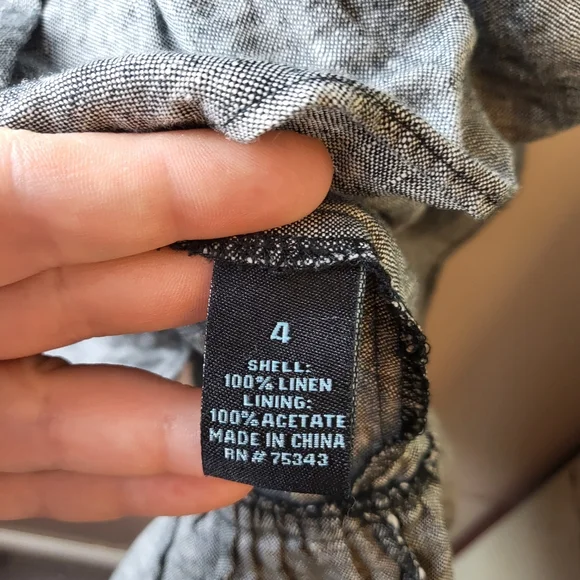 4
SHELL:
100% LINEN
LINING:
100% ACETATE
MADE IN CHINA
RN # 75343